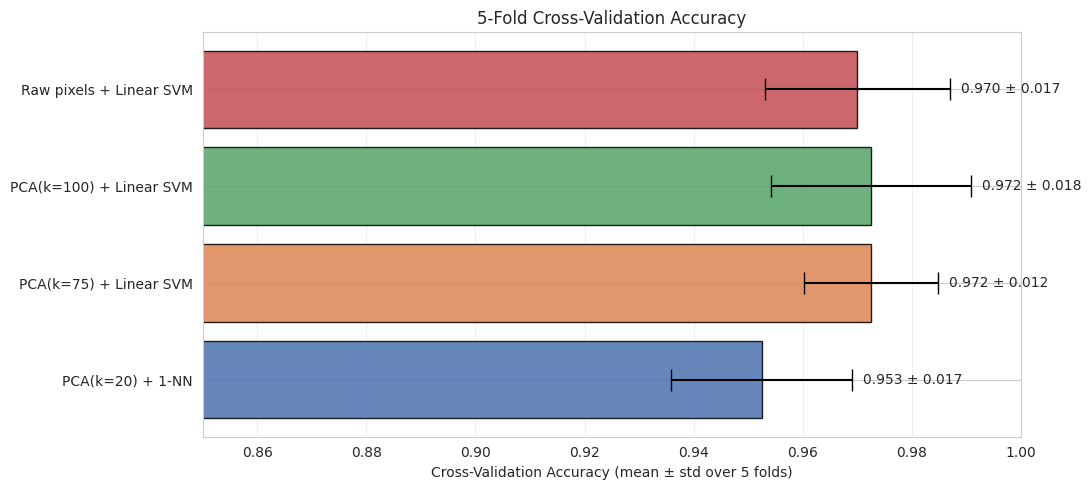 5-Fold Cross-Validation Accuracy
Raw pixels + Linear SVM
0.970 ± 0.017
PCA(k=100) + Linear SVM
0.972 ± 0.018
PCA(k=75) + Linear SVM
0.972 ± 0.012
PCA(k=20) + 1-NN
0.953 ± 0.017
0.86 0.88 0.90 0.92 0.94 0.96 0.98 1.00
Cross-Validation Accuracy (mean ± std over 5 folds)